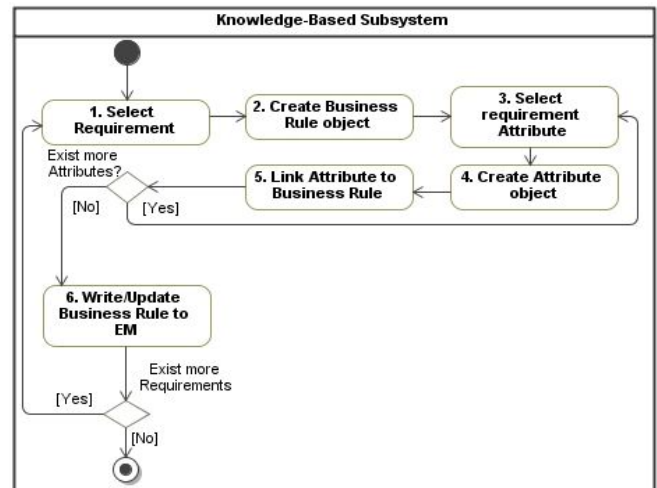 Knowledge-Based Subsystem
1. Select
Requirement
2. Create Business
Rule object
3. Select
requirement
Attribute
Exist more
Attributes?
5. Link Attribute to
Business Rule
4. Create Attribute
object
[No]
[Yes]
6. Write/Update
Business Rule to
EM
Exist more
Requirements
[Yes]
[No]